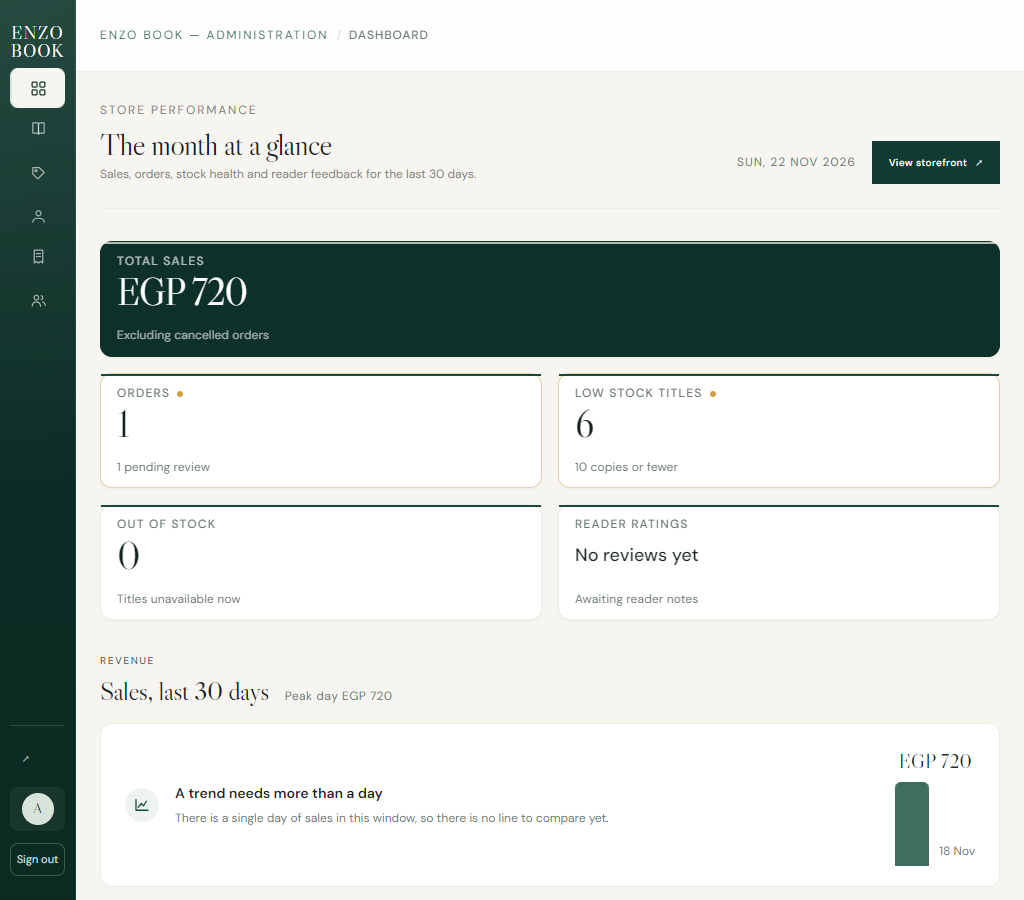 ENZO
BOOK
ENZO BOOK — ADMINISTRATION / DASHBOARD
STORE PERFORMANCE
The month at a glance
Sales, orders, stock health and reader feedback for the last 30 days.
SUN, 22 NOV 2026
View storefront ↗
TOTAL SALES
EGP 720
Excluding cancelled orders
ORDERS
1
1 pending review
LOW STOCK TITLES
6
10 copies or fewer
OUT OF STOCK
0
Titles unavailable now
READER RATINGS
No reviews yet
Awaiting reader notes
REVENUE
Sales, last 30 days Peak day EGP 720
A trend needs more than a day
There is a single day of sales in this window, so there is no line to compare yet.
EGP 720
18 Nov
↗
A
Sign out